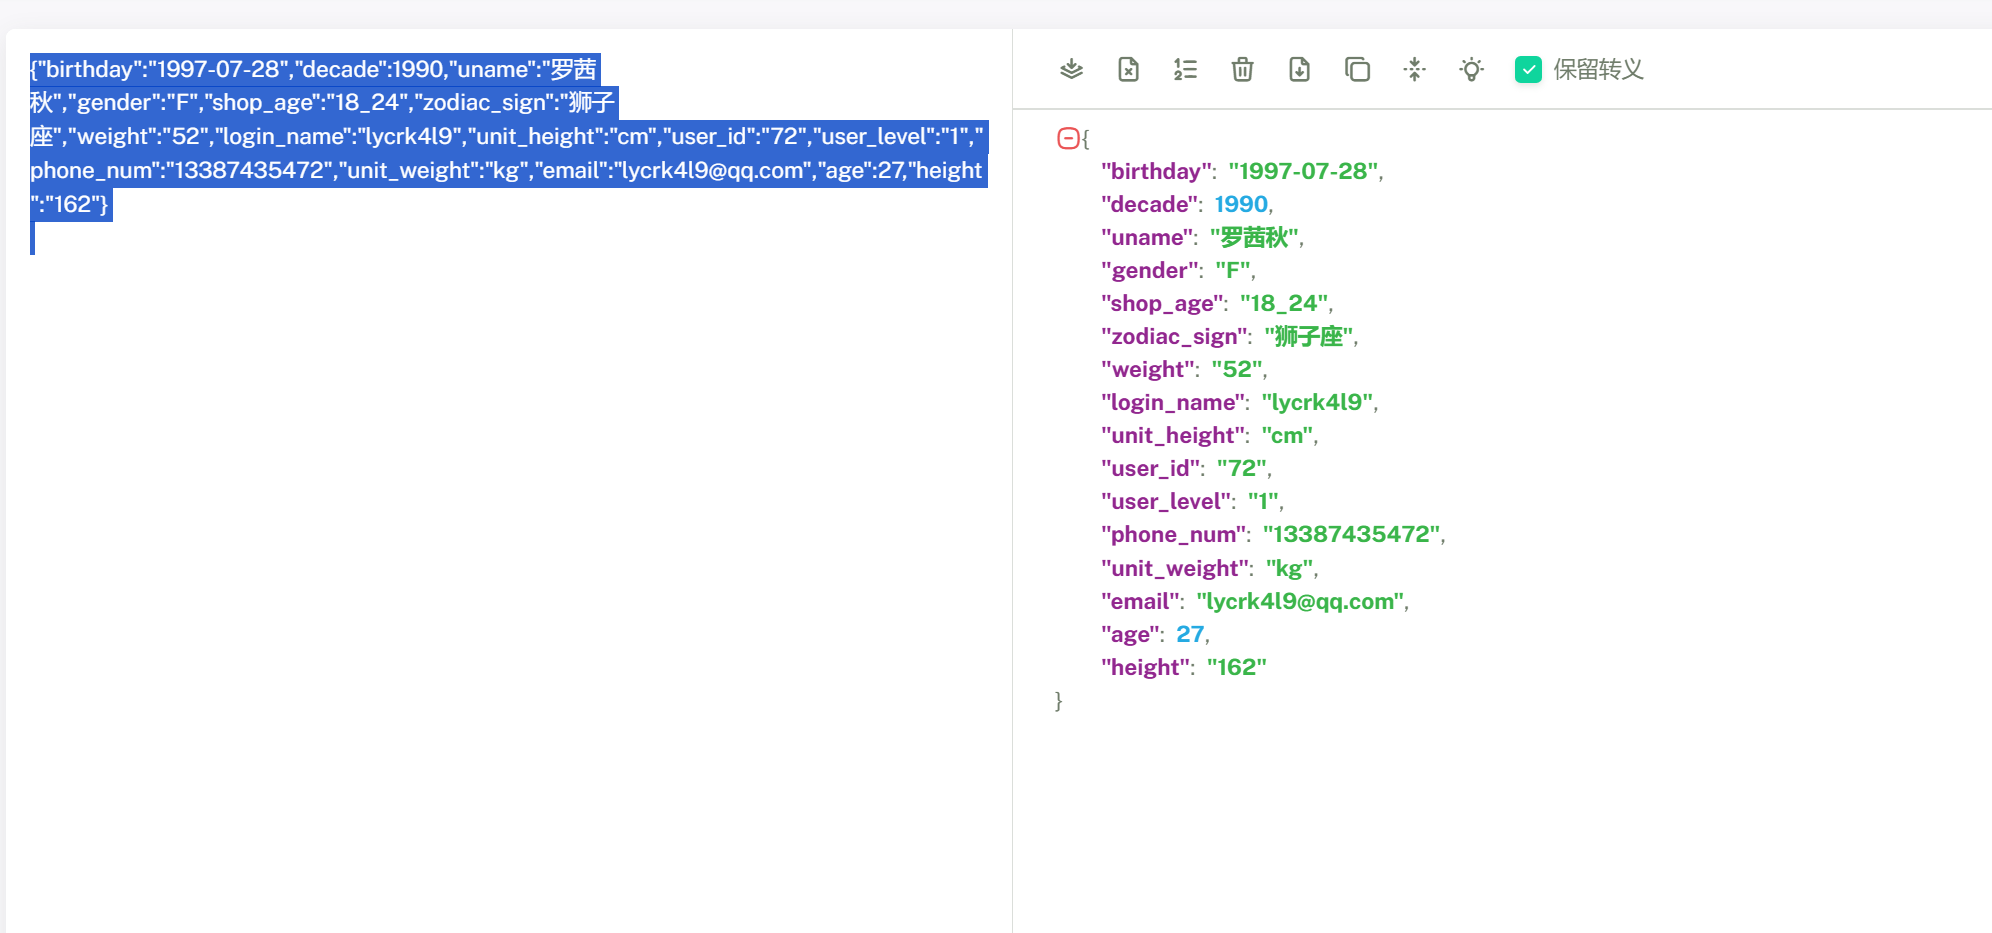 {"birthday":"1997-07-28","decade":1990,"uname":"罗茜
秋","gender":"F","shop_age":"18_24","zodiac_sign":"狮子
座","weight":"52","login_name":"lycrk4l9","unit_height":"cm","user_id":"72","user_level":"1","
phone_num":"13387435472","unit_weight":"kg","email":"lycrk4l9@qq.com","age":27,"height
":"162"}
保留转义
{
"birthday": "1997-07-28",
"decade": 1990,
"uname": "罗茜秋",
"gender": "F",
"shop_age": "18_24",
"zodiac_sign": "狮子座",
"weight": "52",
"login_name": "lycrk4l9",
"unit_height": "cm",
"user_id": "72",
"user_level": "1",
"phone_num": "13387435472",
"unit_weight": "kg",
"email": "lycrk4l9@qq.com",
"age": 27,
"height": "162"
}